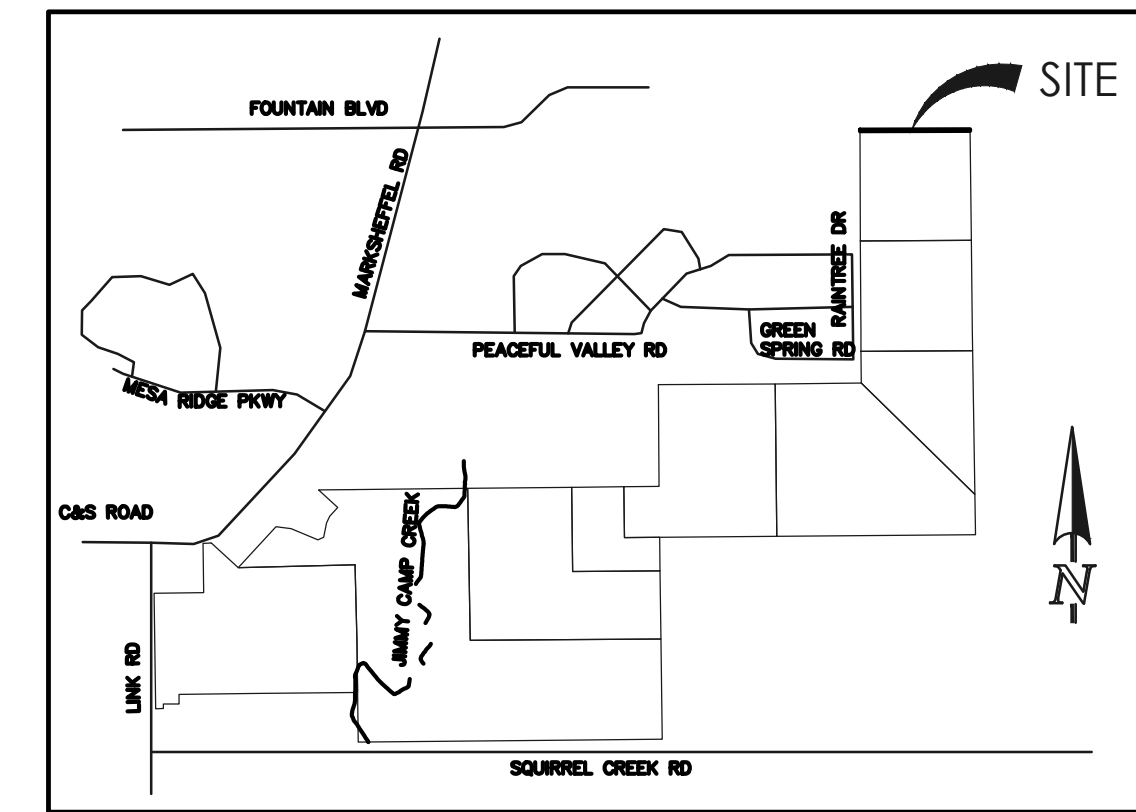 SITE
FOUNTAIN BLVD
MARKSHEFFEL RD
RAINTREE DR
GREEN
SPRING RD
PEACEFUL VALLEY RD
MESA RIDGE PKWY
C&S ROAD
JIMMY CAMP CREEK
N
LINK RD
SQUIRREL CREEK RD